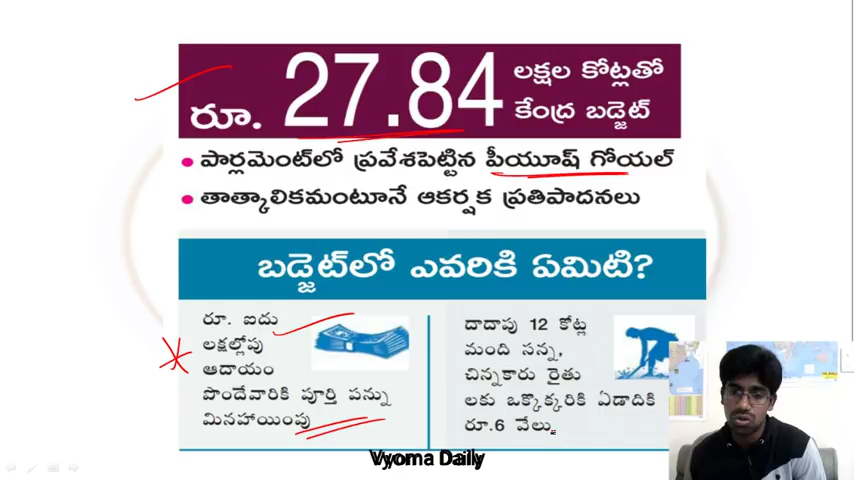 రూ. 27.84 లక్షల కోట్లతో
కేంద్ర బడ్జెట్
• పార్లమెంట్‌లో ప్రవేశపెట్టిన పీయూష్ గోయల్
• తాత్కాలికమంటూనే ఆకర్షక ప్రతిపాదనలు
బడ్జెట్‌లో ఎవరికి ఏమిటి?
రూ. ఐదు
లక్షల్లోపు
ఆదాయం
పొందేవారికి పూర్తి పన్ను
మినహాయింపు
దాదాపు 12 కోట్ల
మంది సన్న,
చిన్నకారు రైతు
లకు ఒక్కొక్కరికి ఏడాదికి
రూ.6 వేలు
Vyoma Daily